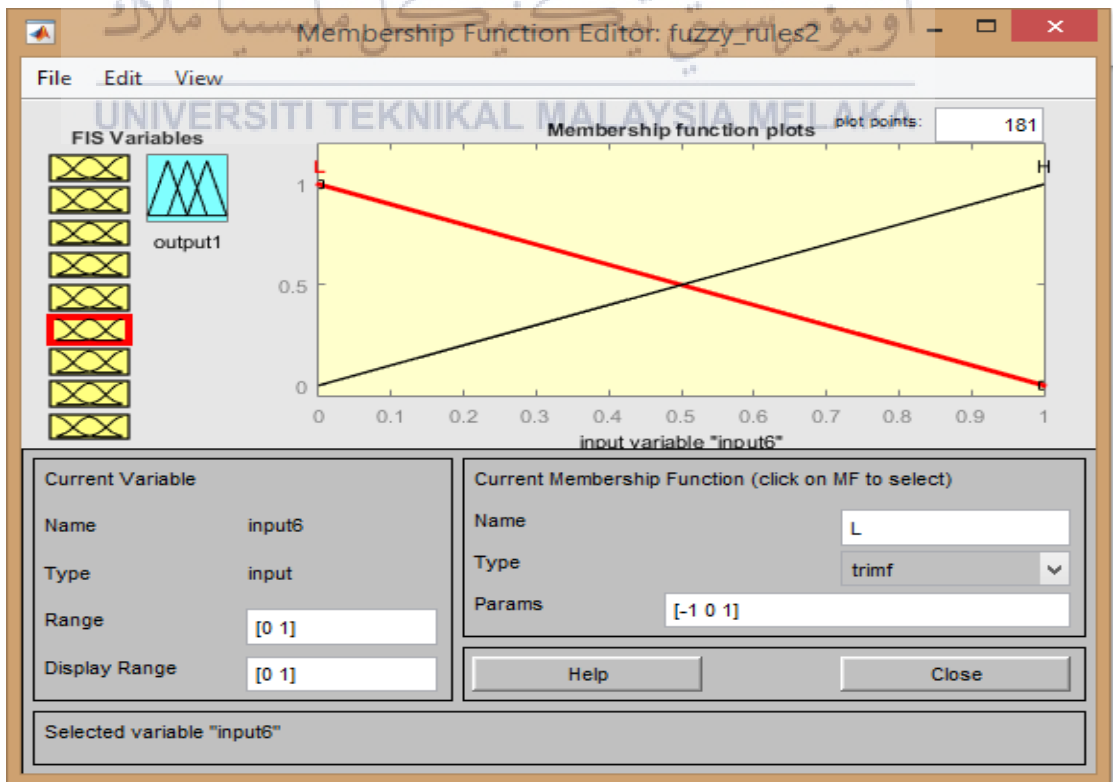 اونيۏرسيتي تيكنيكل مليسيا ملاك
Membership Function Editor: fuzzy_rules2
File Edit View
UNIVERSITI TEKNIKAL MALAYSIA MELAKA
FIS Variables
Membership function plots
plot points: 181
output1
L
H
1
0.5
0
0 0.1 0.2 0.3 0.4 0.5 0.6 0.7 0.8 0.9 1
input variable "input6"
Current Variable
Name input6
Type input
Range [0 1]
Display Range [0 1]
Current Membership Function (click on MF to select)
Name L
Type trimf
Params [-1 0 1]
Help Close
Selected variable "input6"